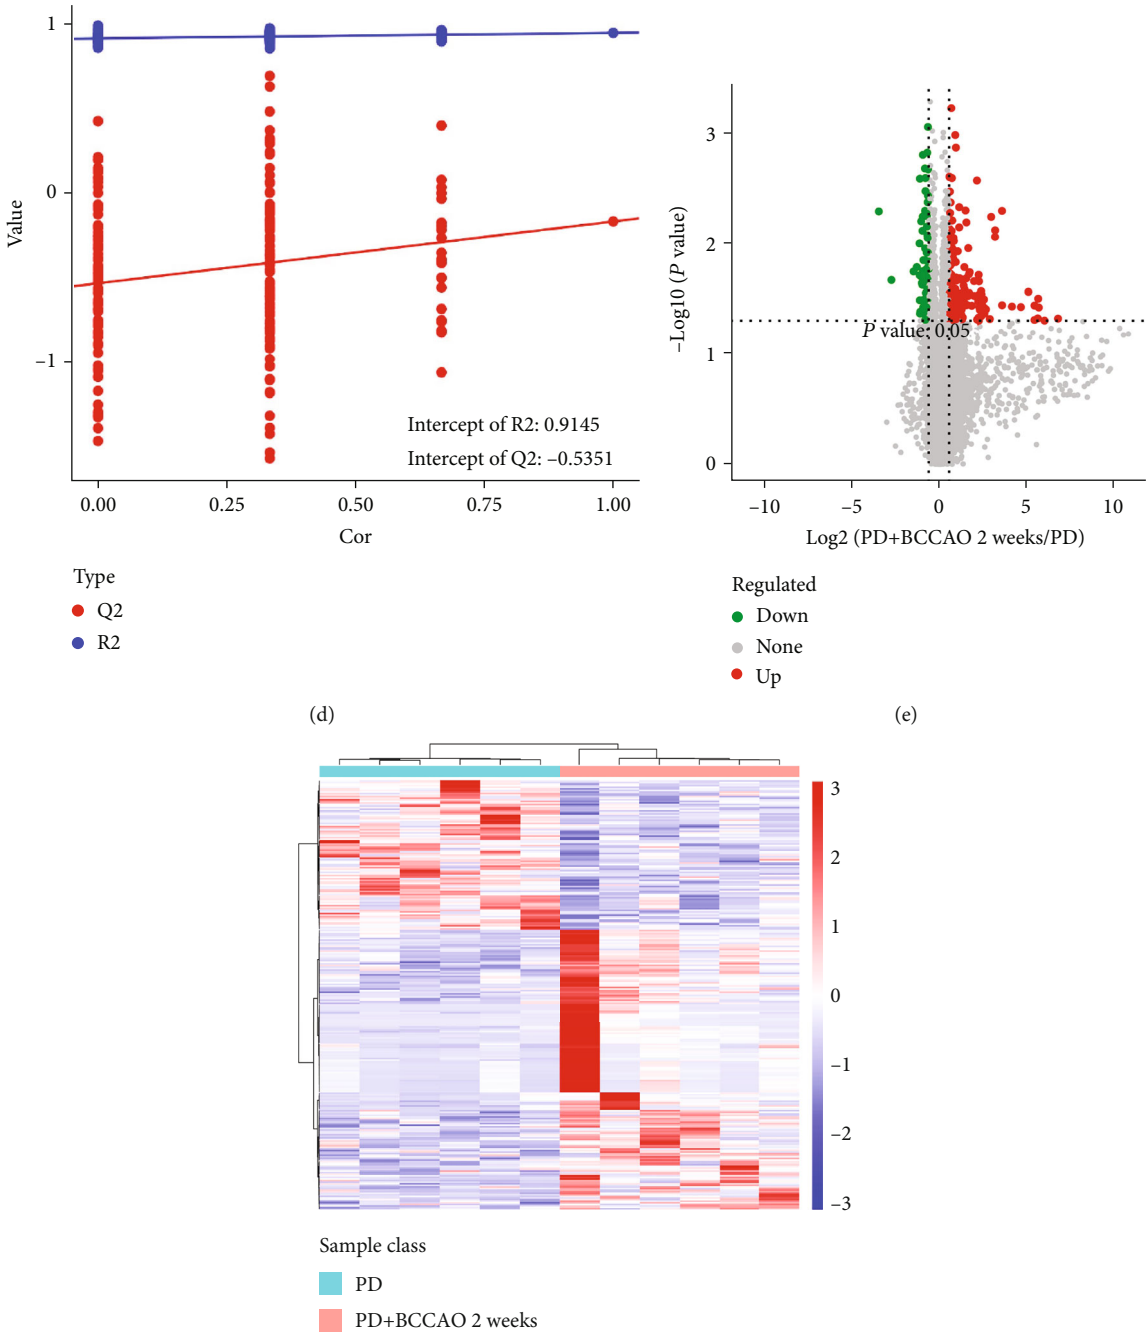 1
0
−1
Value
0.00
0.25
0.50
0.75
1.00
Cor
Intercept of R2: 0.9145
Intercept of Q2: −0.5351
Type
Q2
R2
(d)
3
2
1
0
−Log10 (P value)
P value: 0.05
−10
−5
0
5
10
Log2 (PD+BCCAO 2 weeks/PD)
Regulated
Down
None
Up
(e)
3
2
1
0
−1
−2
−3
Sample class
PD
PD+BCCAO 2 weeks